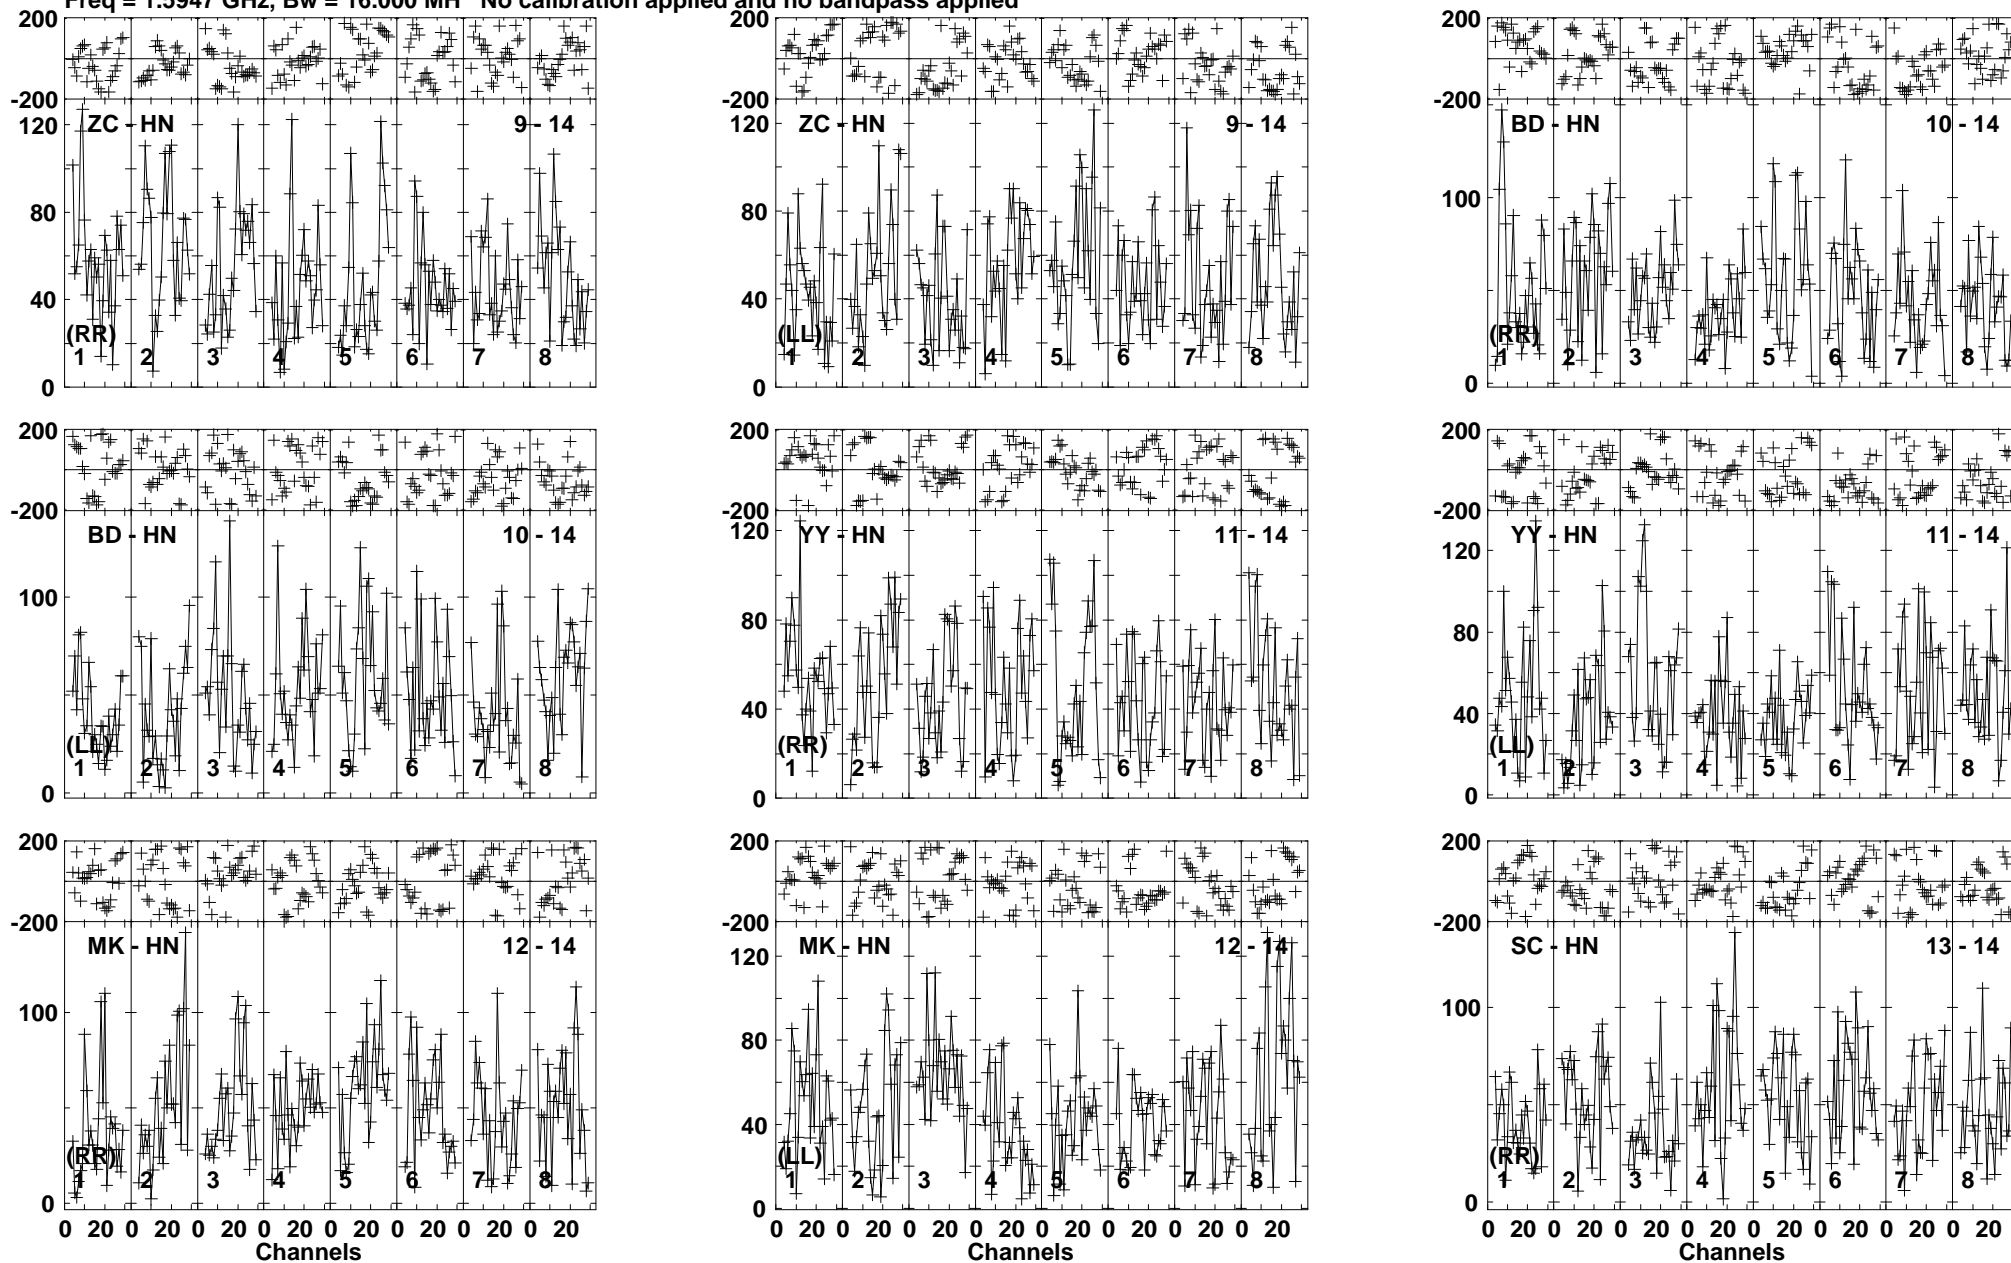 Freq = 1.5947 GHz, Bw = 16.000 MH No calibration applied and no bandpass applied
200 200 200
-200 -200 -200
ZC - HN 9 - 14 ZC - HN 9 - 14 BD - HN 10 - 14
120 120
100
80 80
40 40
(RR) (LL) (RR)
1 2 3 4 5 6 7 8 1 2 3 4 5 6 7 8 1 2 3 4 5 6 7 8
0 0 0
200 200 200
-200 -200 -200
BD - HN 10 - 14 YY - HN 11 - 14 YY - HN 11 - 14
120 120
100
80 80
40 40
(LL) (RR) (LL)
1 2 3 4 5 6 7 8 1 2 3 4 5 6 7 8 1 2 3 4 5 6 7 8
0 0 0
200 200 200
-200 -200 -200
MK - HN 12 - 14 MK - HN 12 - 14 SC - HN 13 - 14
120
100 100
80
40
(RR) (LL) (RR)
1 2 3 4 5 6 7 8 1 2 3 4 5 6 7 8 1 2 3 4 5 6 7 8
0 0 0
0 20 0 20 0 20 0 20 0 20 0 20 0 20 0 20 0 20 0 20 0 20 0 20 0 20 0 20 0 20 0 20 0 20 0 20 0 20 0 20 0 20 0 20 0 20 0 20
Channels Channels Channels